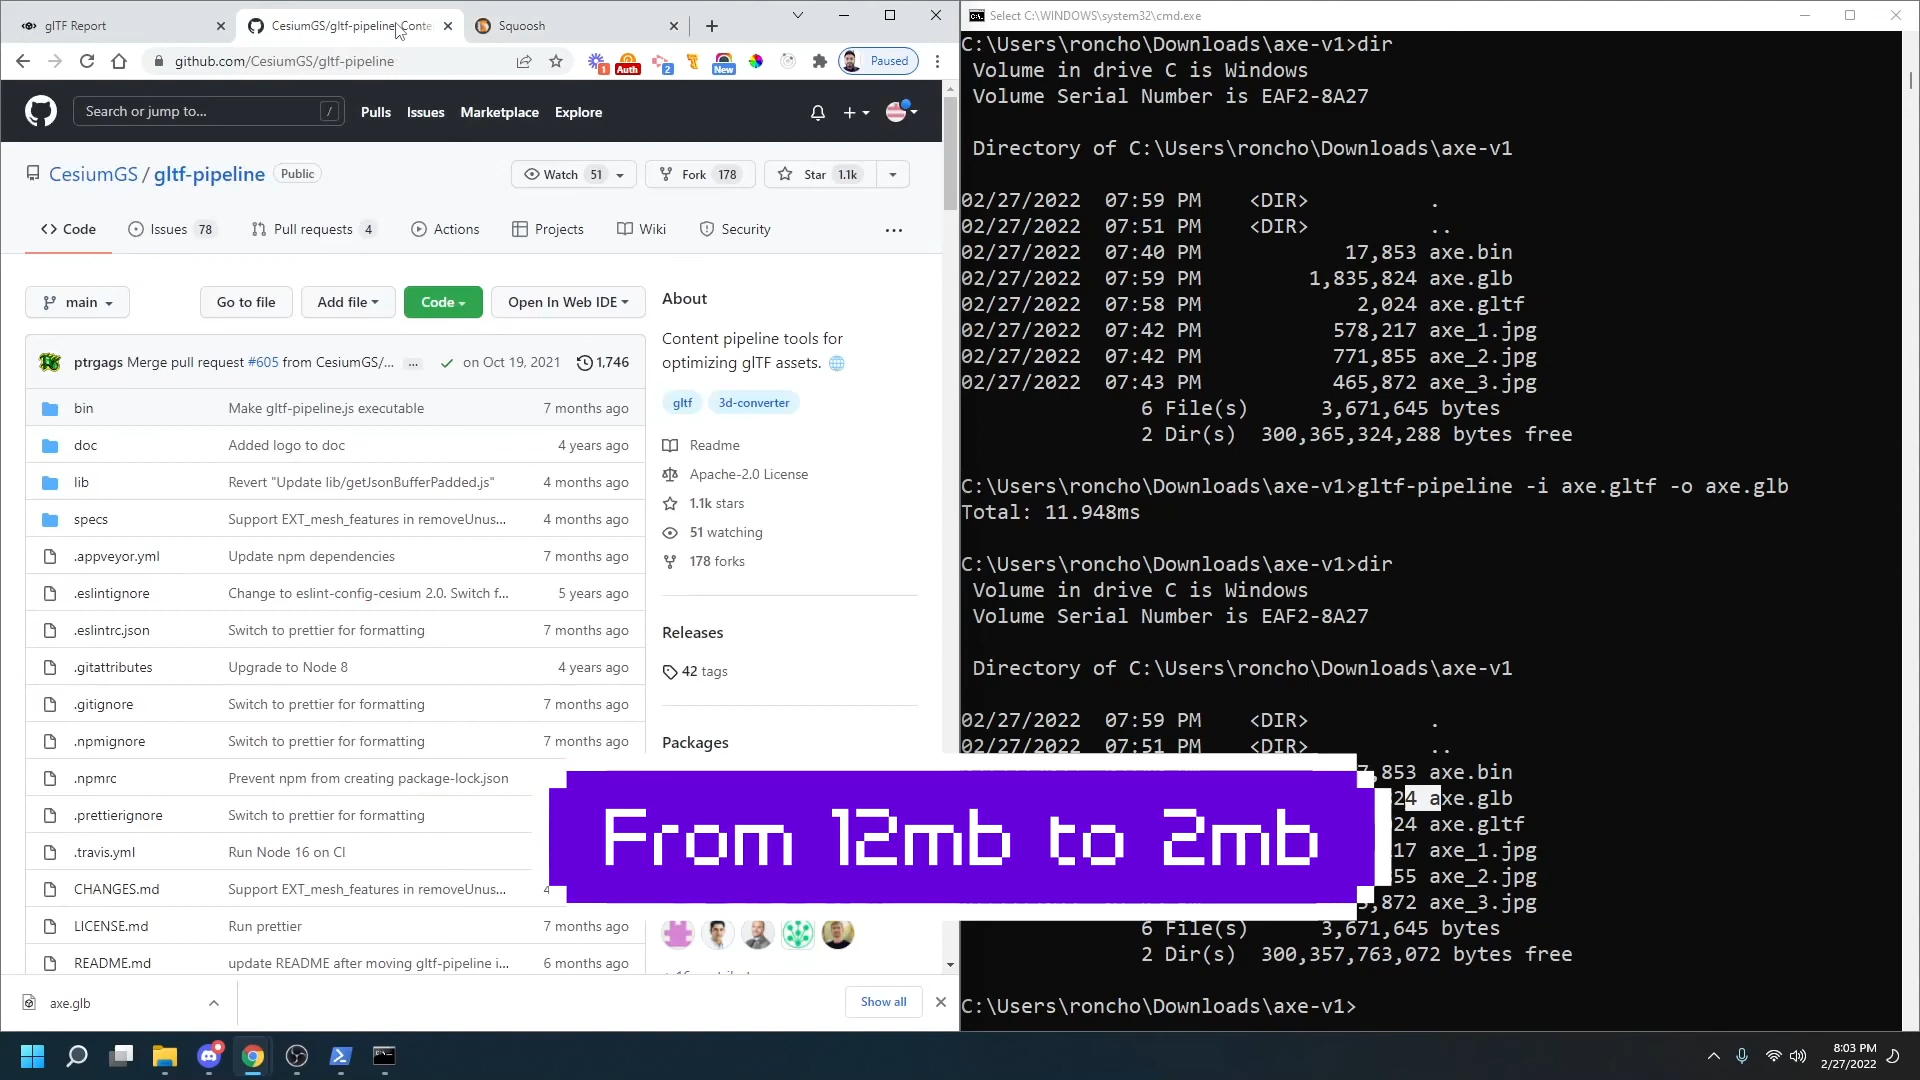 glTF Report
CesiumGS/gltf-pipeline: Conte
Squoosh
github.com/CesiumGS/gltf-pipeline
1
Auth
2
New
Paused
Search or jump to...
/
Pulls
Issues
Marketplace
Explore
CesiumGS / gltf-pipeline
Public
Watch 51
Fork 178
Star 1.1k
Code
Issues 78
Pull requests 4
Actions
Projects
Wiki
Security
main
Go to file
Add file
Code
Open In Web IDE
ptrgags Merge pull request #605 from CesiumGS/... ... on Oct 19, 2021 1,746
bin Make gltf-pipeline.js executable 7 months ago
doc Added logo to doc 4 years ago
lib Revert "Update lib/getJsonBufferPadded.js" 4 months ago
specs Support EXT_mesh_features in removeUnus... 4 months ago
.appveyor.yml Update npm dependencies 7 months ago
.eslintignore Change to eslint-config-cesium 2.0. Switch f... 5 years ago
.eslintrc.json Switch to prettier for formatting 7 months ago
.gitattributes Upgrade to Node 8 4 years ago
.gitignore Switch to prettier for formatting 7 months ago
.npmignore Switch to prettier for formatting 7 months ago
.npmrc Prevent npm from creating package-lock.json 7 months ago
.prettierignore Switch to prettier for formatting
.travis.yml Run Node 16 on CI
CHANGES.md Support EXT_mesh_features in removeUnus... 4
LICENSE.md Run prettier 7 months ago
README.md update README after moving gltf-pipeline i... 6 months ago
About
Content pipeline tools for
optimizing glTF assets.
gltf
3d-converter
Readme
Apache-2.0 License
1.1k stars
51 watching
178 forks
Releases
42 tags
Packages
axe.glb
Show all
Select C:\WINDOWS\system32\cmd.exe
C:\Users\roncho\Downloads\axe-v1>dir
Volume in drive C is Windows
Volume Serial Number is EAF2-8A27
Directory of C:\Users\roncho\Downloads\axe-v1
02/27/2022 07:59 PM <DIR> .
02/27/2022 07:51 PM <DIR> ..
02/27/2022 07:40 PM 17,853 axe.bin
02/27/2022 07:59 PM 1,835,824 axe.glb
02/27/2022 07:58 PM 2,024 axe.gltf
02/27/2022 07:42 PM 578,217 axe_1.jpg
02/27/2022 07:42 PM 771,855 axe_2.jpg
02/27/2022 07:43 PM 465,872 axe_3.jpg
6 File(s) 3,671,645 bytes
2 Dir(s) 300,365,324,288 bytes free
C:\Users\roncho\Downloads\axe-v1>gltf-pipeline -i axe.gltf -o axe.glb
Total: 11.948ms
C:\Users\roncho\Downloads\axe-v1>dir
Volume in drive C is Windows
Volume Serial Number is EAF2-8A27
Directory of C:\Users\roncho\Downloads\axe-v1
02/27/2022 07:59 PM <DIR> .
02/27/2022 07:51 PM <DIR> ..
7,853 axe.bin
24 axe.glb
24 axe.gltf
17 axe_1.jpg
55 axe_2.jpg
5,872 axe_3.jpg
6 File(s) 3,671,645 bytes
2 Dir(s) 300,357,763,072 bytes free
C:\Users\roncho\Downloads\axe-v1>
From 12mb to 2mb
8:03 PM
2/27/2022